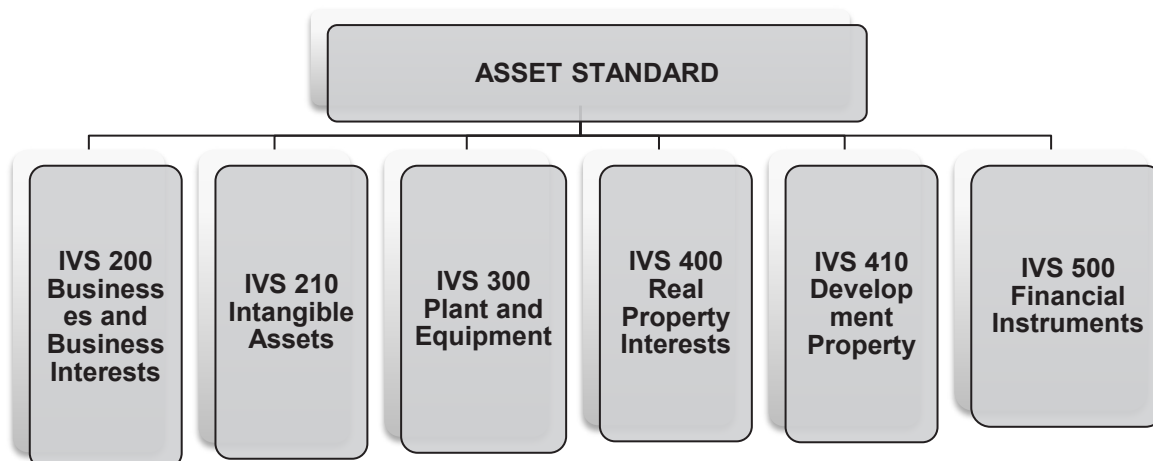 ASSET STANDARD
IVS 200
Business
es and
Business
Interests
IVS 210
Intangible
Assets
IVS 300
Plant and
Equipment
IVS 400
Real
Property
Interests
IVS 410
Develop
ment
Property
IVS 500
Financial
Instruments